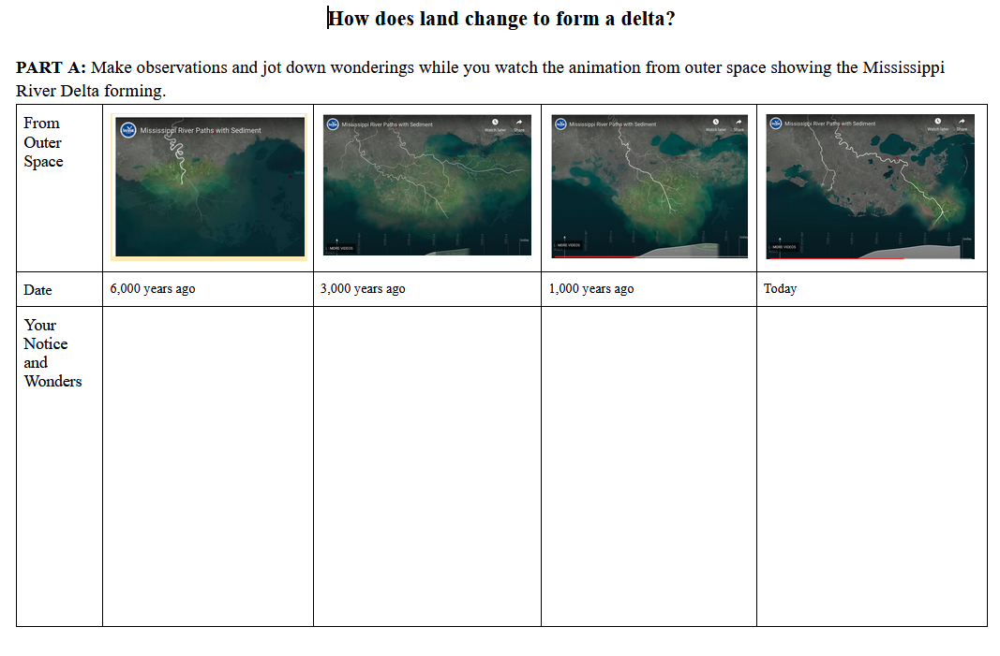 How does land change to form a delta?
PART A: Make observations and jot down wonderings while you watch the animation from outer space showing the Mississippi
River Delta forming.
From
Outer
Space
Mississippi River Paths with Sediment
Mississippi River Paths with Sediment
Watch later Share
MORE VIDEOS
Mississippi River Paths with Sediment
Watch later Share
MORE VIDEOS
Mississippi River Paths with Sediment
Watch later Share
MORE VIDEOS
Date
6,000 years ago
3,000 years ago
1,000 years ago
Today
Your
Notice
and
Wonders